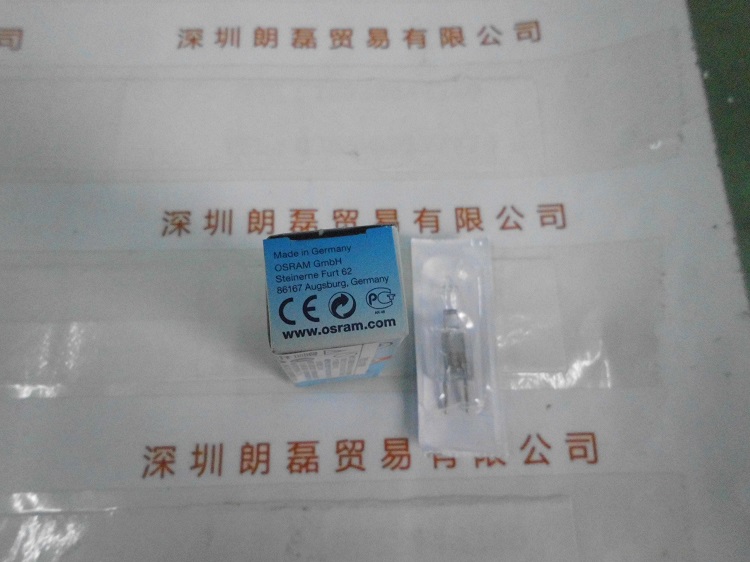 司
深圳朗磊贸易有限公司
深圳朗磊贸易有限公司
Made in Germany
OSRAM GmbH
Steinerne Furt 62
86167 Augsburg, Germany
CE
www.osram.com
深圳朗磊贸易有限公司